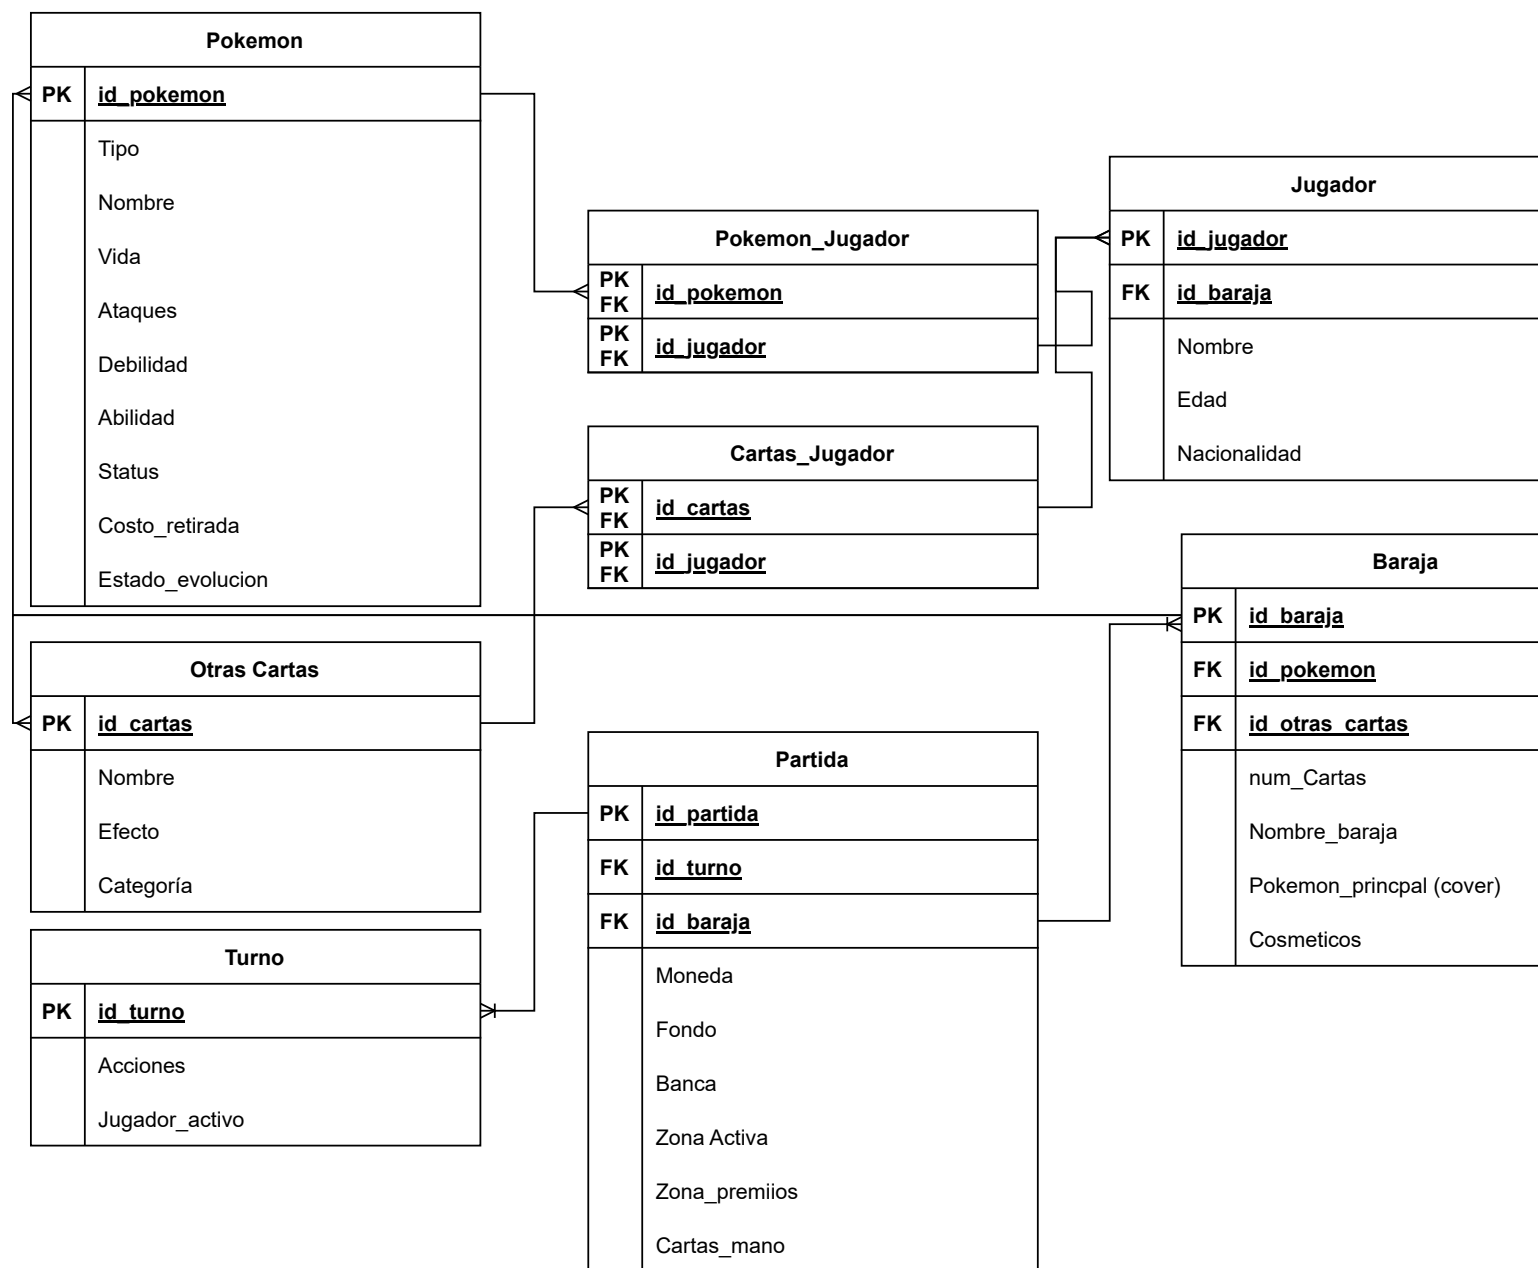 Pokemon
PK id_pokemon
Tipo
Nombre
Vida
Ataques
Debilidad
Abilidad
Status
Costo_retirada
Estado_evolucion
Pokemon_Jugador
PK
FK id_pokemon
PK
FK id_jugador
Jugador
PK id_jugador
FK id_baraja
Nombre
Edad
Nacionalidad
Cartas_Jugador
PK
FK id_cartas
PK
FK id_jugador
Baraja
PK id_baraja
FK id_pokemon
FK id_otras_cartas
num_Cartas
Nombre_baraja
Pokemon_princpal (cover)
Cosmeticos
Otras Cartas
PK id_cartas
Nombre
Efecto
Categoría
Partida
PK id_partida
FK id_turno
FK id_baraja
Moneda
Fondo
Banca
Zona Activa
Zona_premiios
Cartas_mano
Turno
PK id_turno
Acciones
Jugador_activo